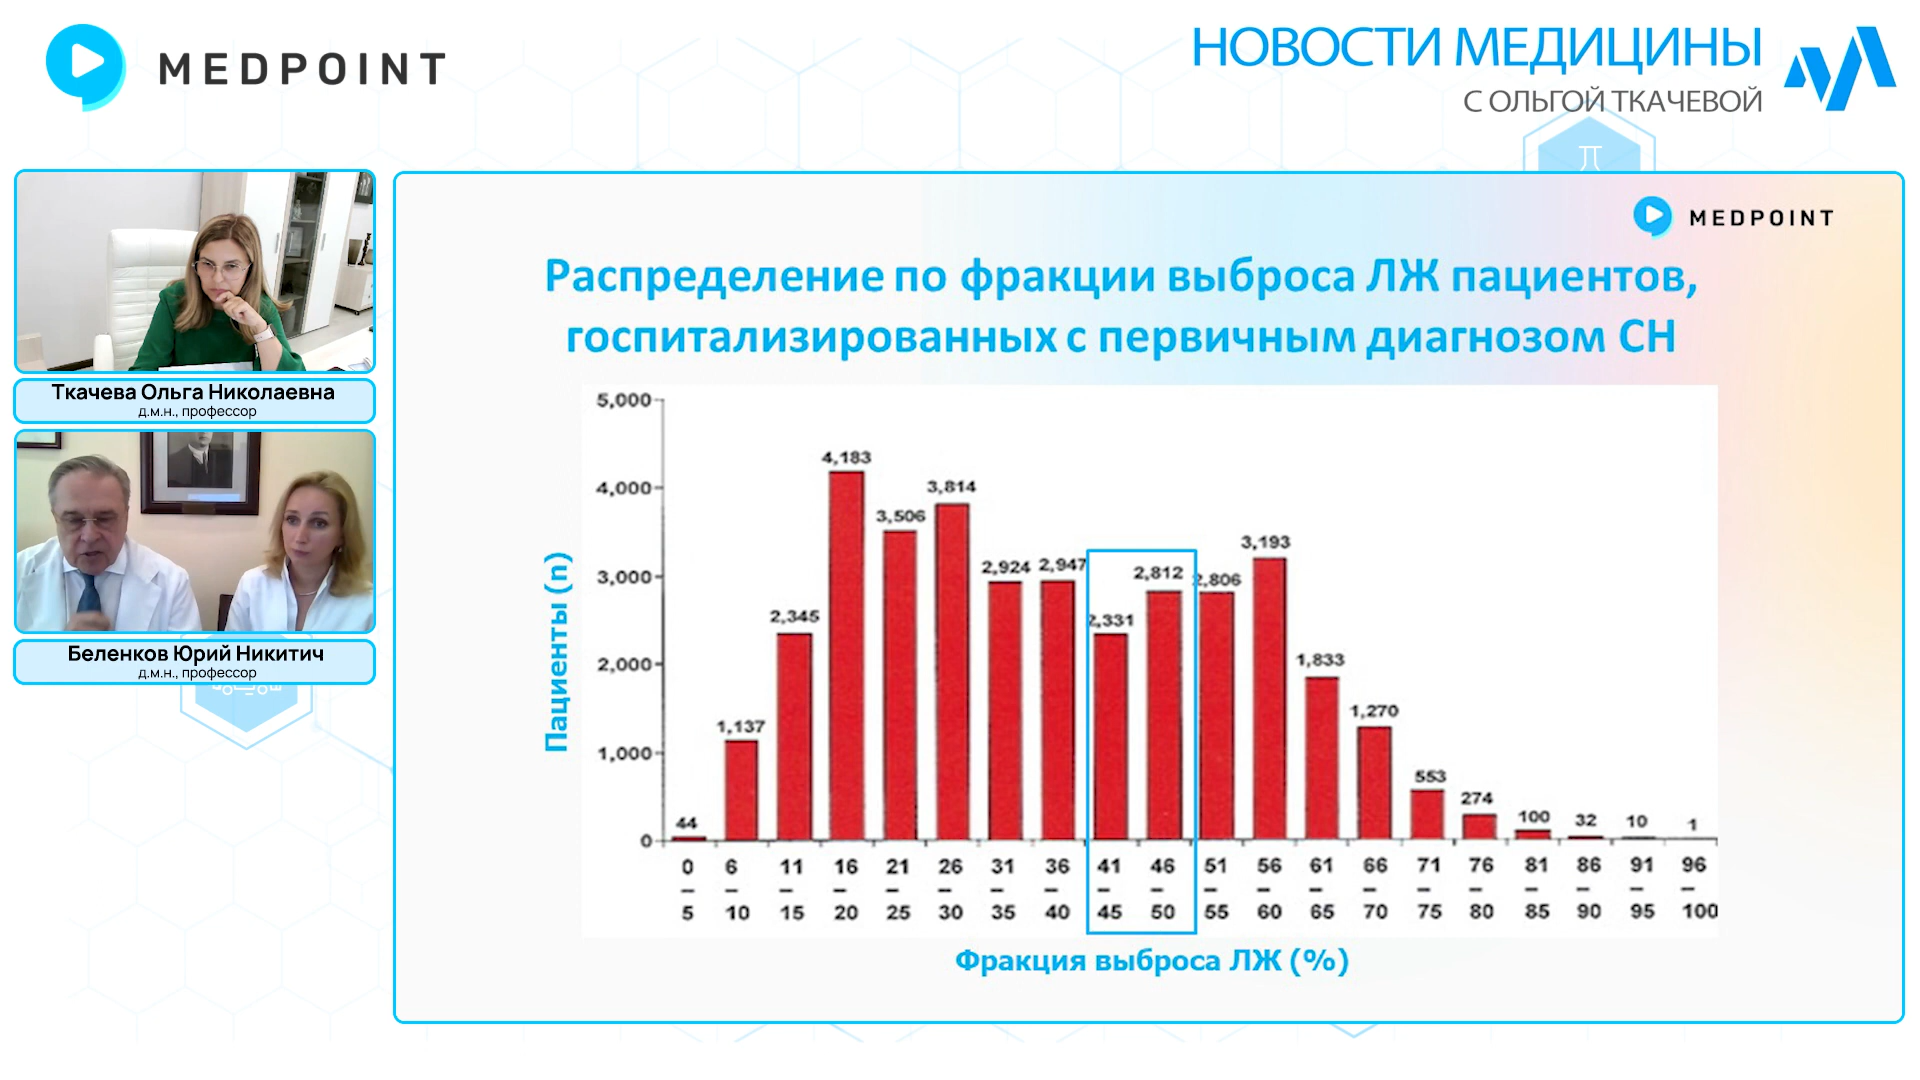 MEDPOINT
НОВОСТИ МЕДИЦИНЫ
С ОЛЬГОЙ ТКАЧЕВОЙ
Ткачева Ольга Николаевна
д.м.н., профессор
Беленков Юрий Никитич
д.м.н., профессор
MEDPOINT
Распределение по фракции выброса ЛЖ пациентов,
госпитализированных с первичным диагнозом СН
Пациенты (n)
5,000
4,000
3,000
2,000
1,000
0
44 1,137 2,345 4,183 3,506 3,814 2,924 2,947 2,331 2,812 2,806 3,193 1,833 1,270 553 274 100 32 10 1
0 6 11 16 21 26 31 36 41 46 51 56 61 66 71 76 81 86 91 96
– – – – – – – – – – – – – – – – – – – –
5 10 15 20 25 30 35 40 45 50 55 60 65 70 75 80 85 90 95 100
Фракция выброса ЛЖ (%)